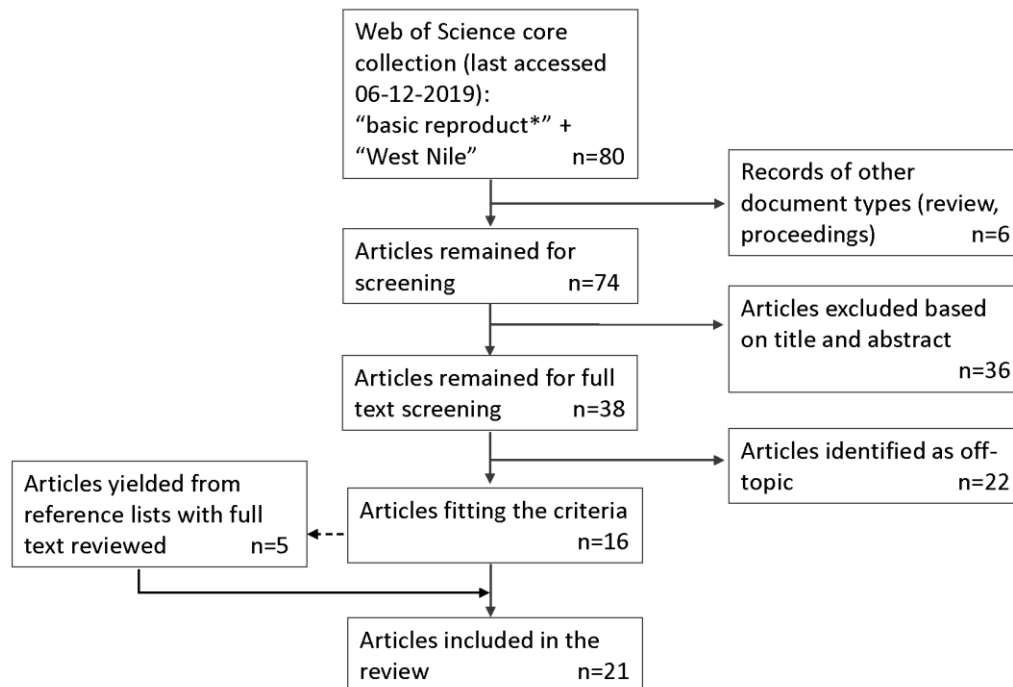 Web of Science core
collection (last accessed
06-12-2019):
“basic reproduct*” +
“West Nile” n=80
Records of other
document types (review,
proceedings) n=6
Articles remained for
screening n=74
Articles excluded based
on title and abstract
n=36
Articles remained for full
text screening n=38
Articles identified as off-
topic n=22
Articles yielded from
reference lists with full
text reviewed n=5
Articles fitting the criteria
n=16
Articles included in the
review n=21